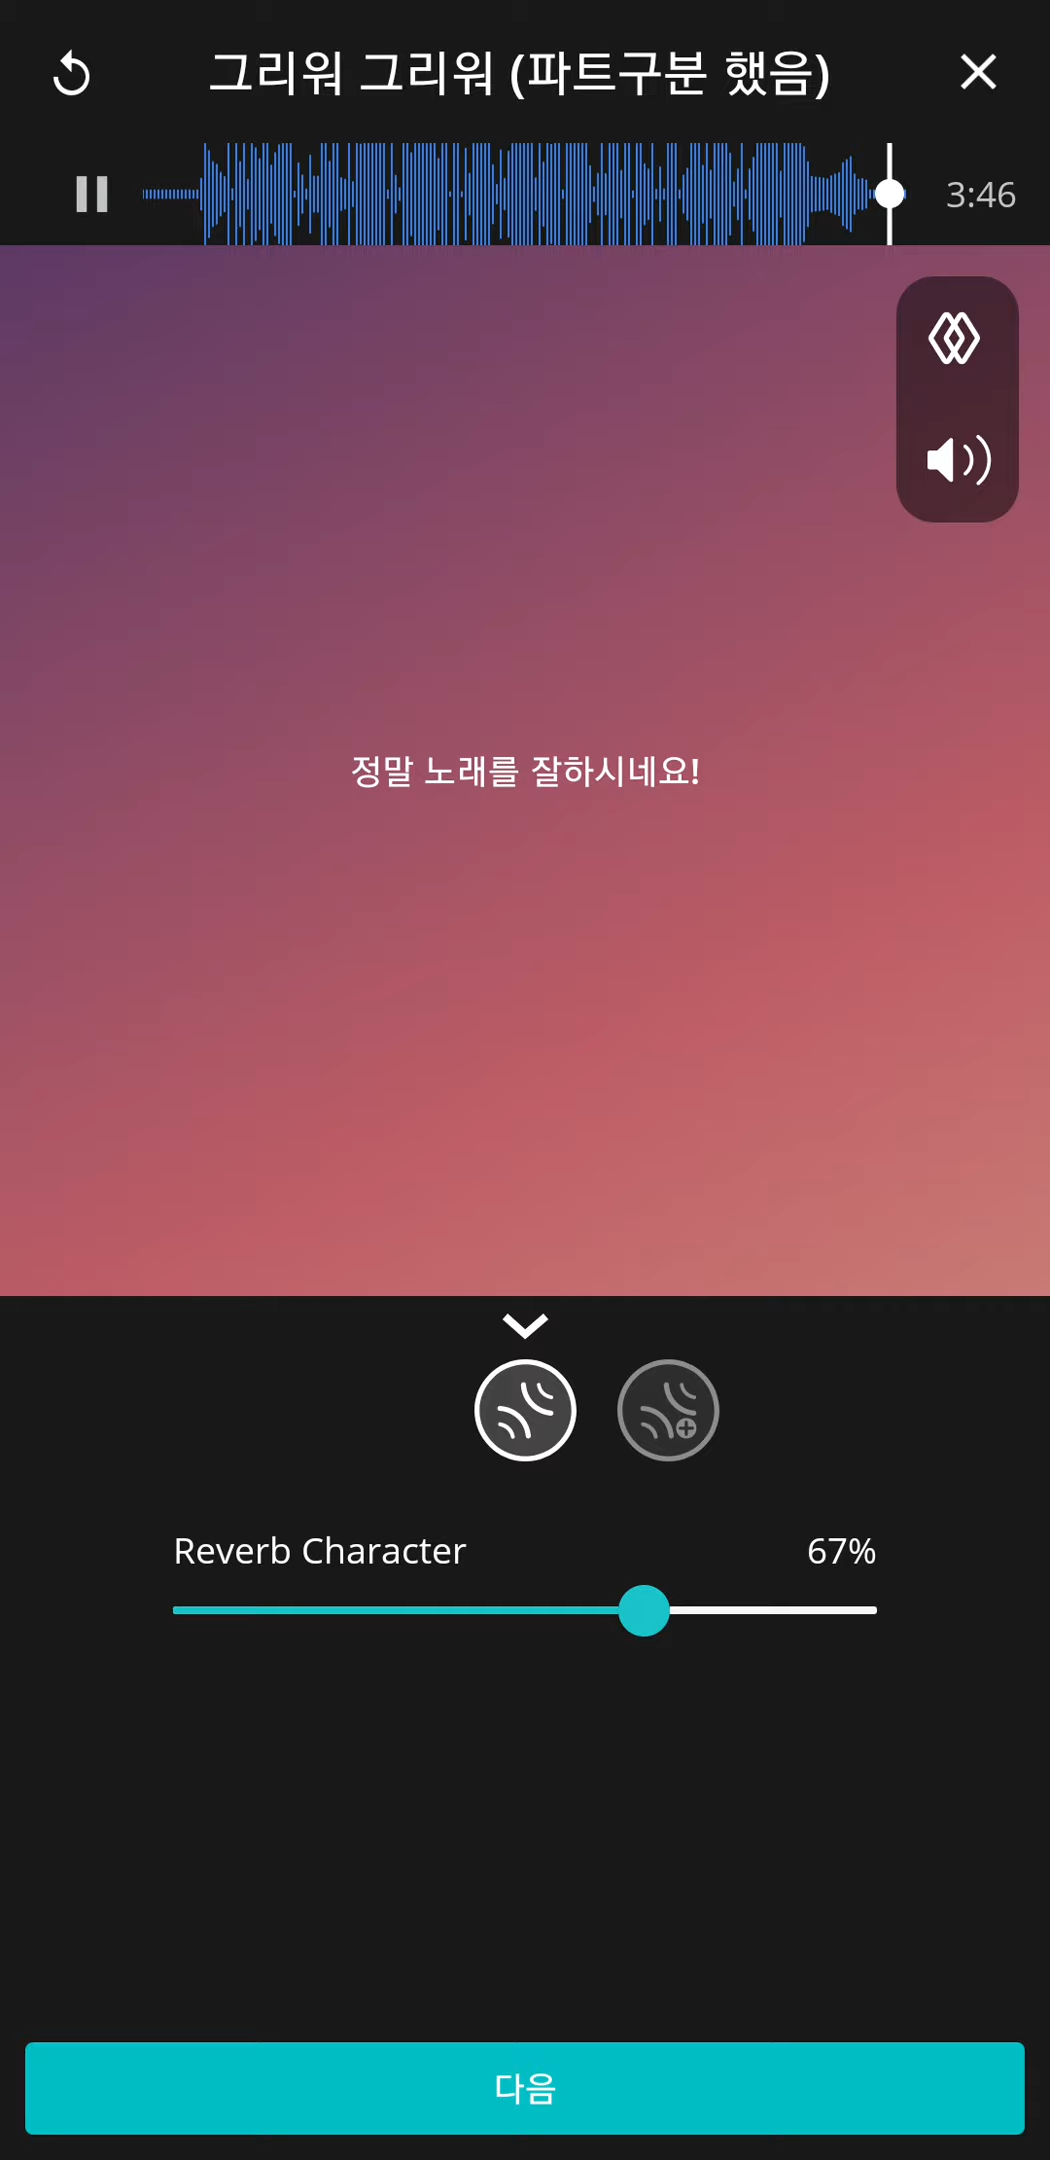 그리워 그리워 (파트구분 했음)
3:46
정말 노래를 잘하시네요!
Reverb Character
67%
다음